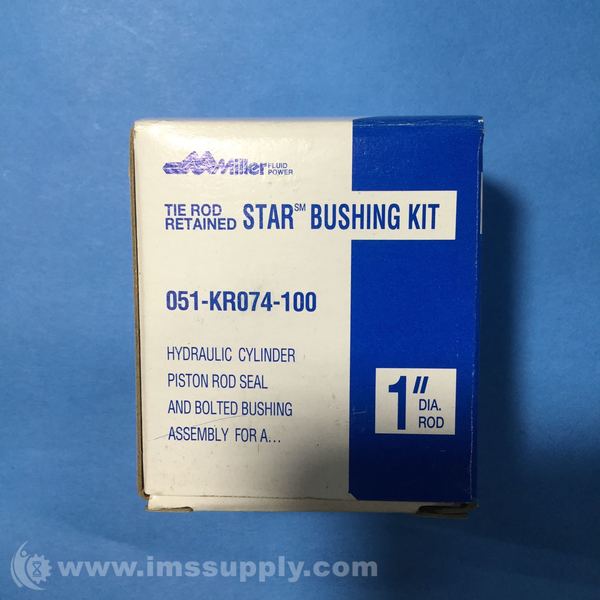 Miller FLUID POWER
TIE ROD RETAINED STAR℠ BUSHING KIT
051-KR074-100
HYDRAULIC CYLINDER
PISTON ROD SEAL
AND BOLTED BUSHING
ASSEMBLY FOR A...
1" DIA. ROD
www.imssupply.com